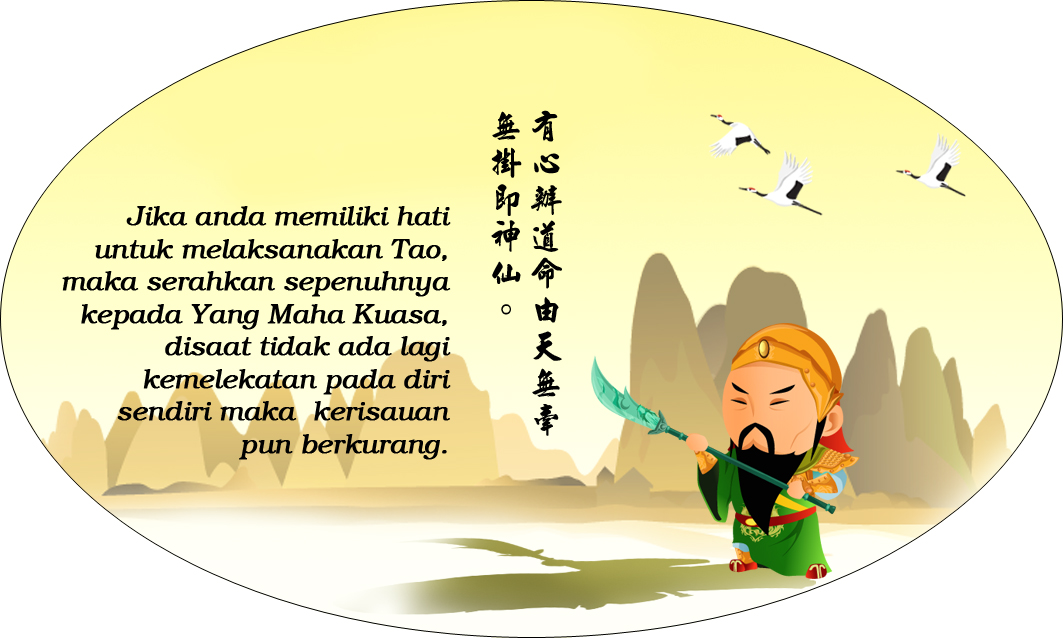 有心辦道命由天無牽
無掛即神仙。
Jika anda memiliki hati
untuk melaksanakan Tao,
maka serahkan sepenuhnya
kepada Yang Maha Kuasa,
disaat tidak ada lagi
kemelekatan pada diri
sendiri maka kerisauan
pun berkurang.